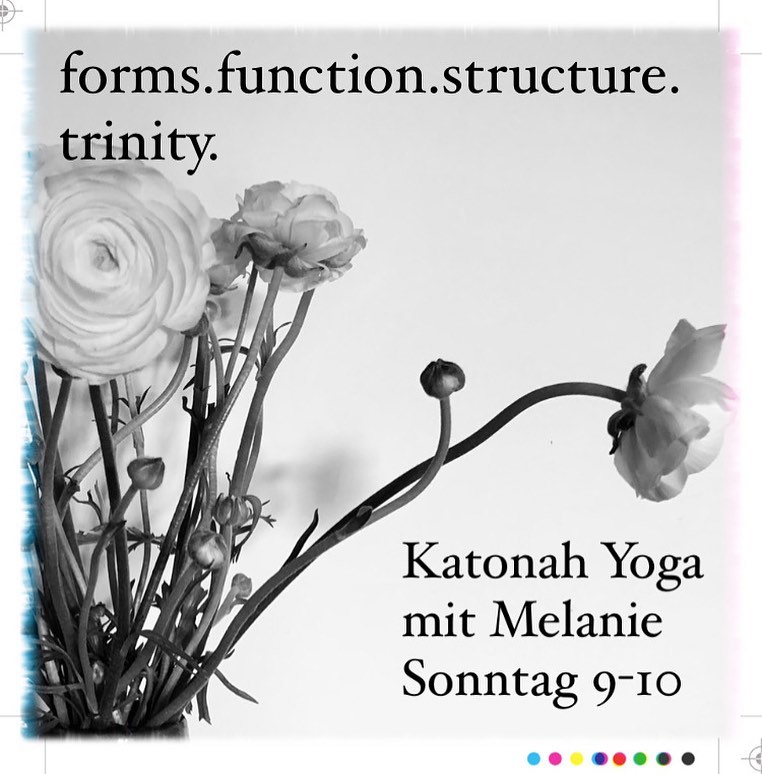 forms.function.structure.
trinity.
Katonah Yoga
mit Melanie
Sonntag 9-10